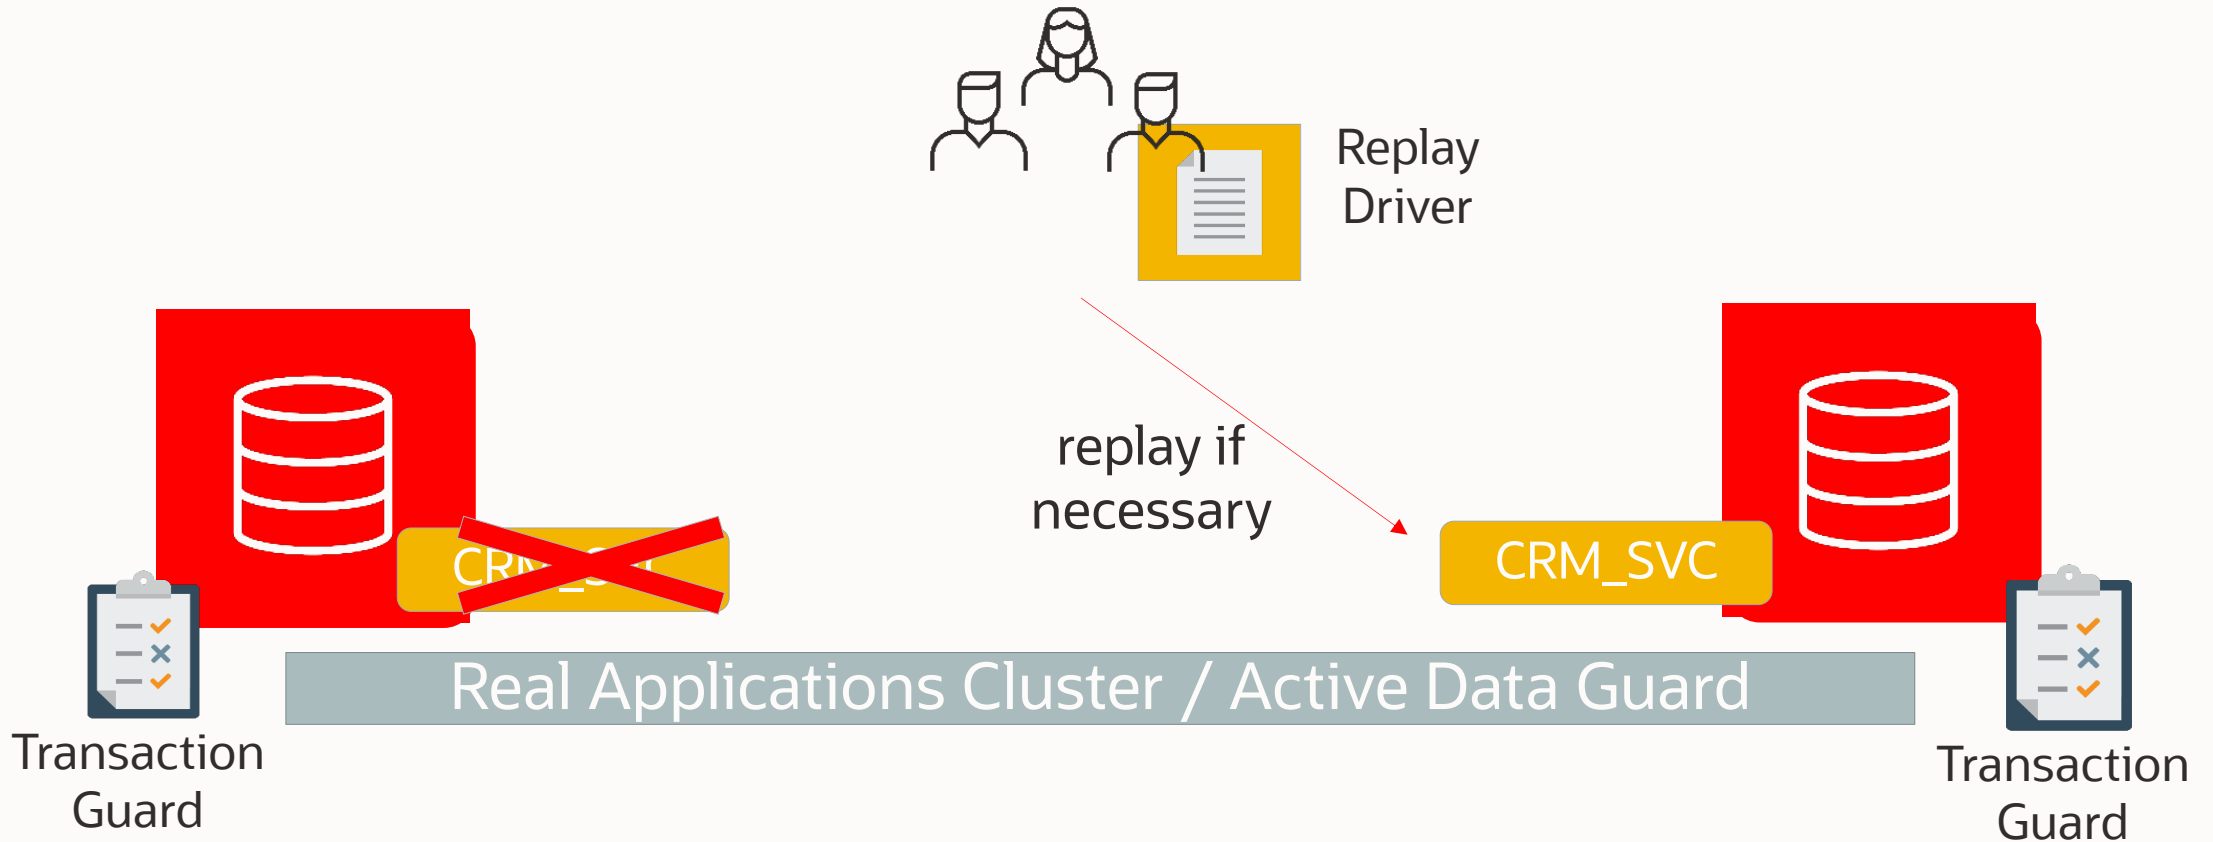 Replay
Driver
replay if
necessary
CRM_SVC
Real Applications Cluster / Active Data Guard
Transaction
Guard
Transaction
Guard